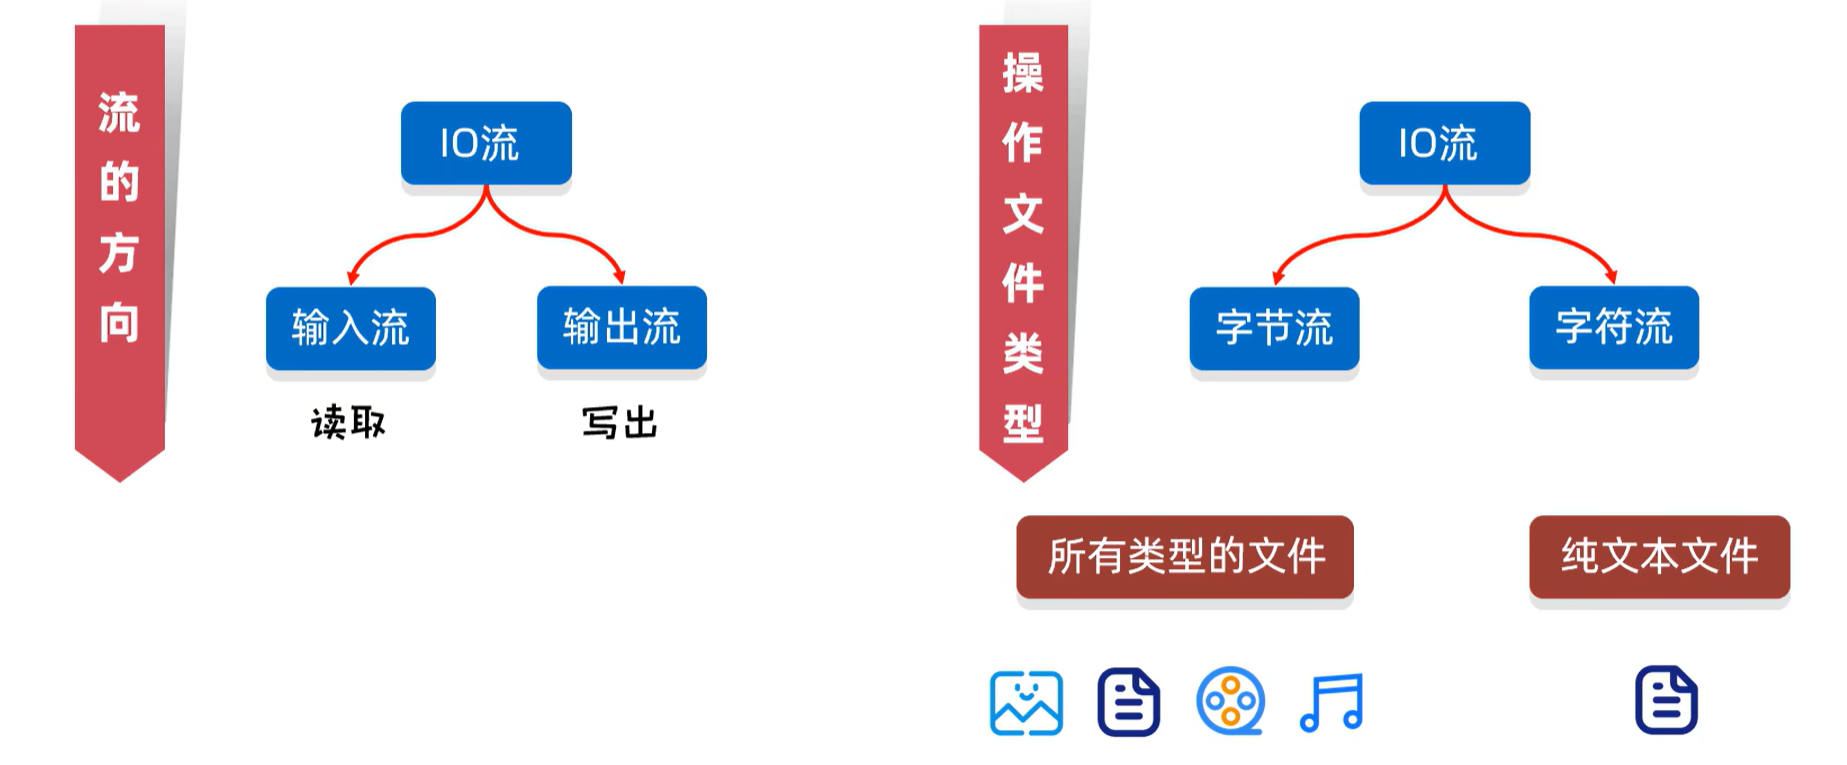 流的方向
IO流
输入流
输出流
读取
写出
操作文件类型
IO流
字节流
字符流
所有类型的文件
纯文本文件